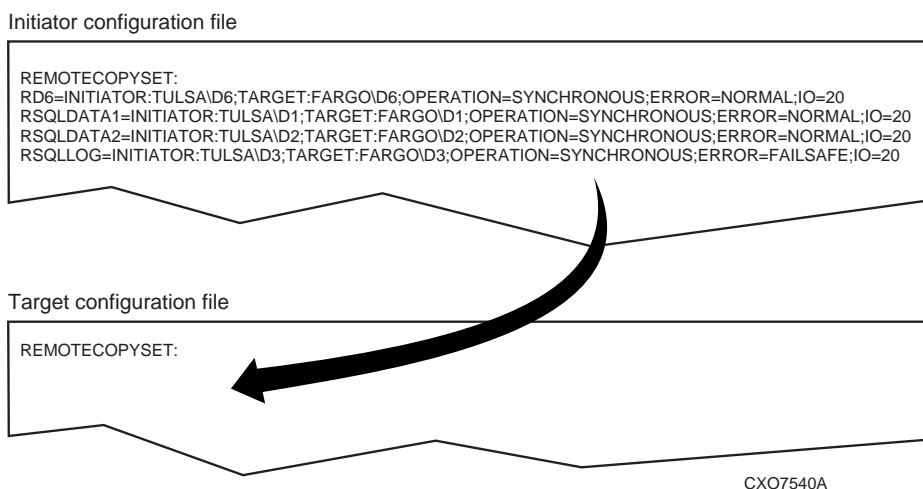 Initiator configuration file
REMOTECOPYSET:
RD6=INITIATOR:TULSA\D6;TARGET:FARGO\D6;OPERATION=SYNCHRONOUS;ERROR=NORMAL;IO=20
RSQLDATA1=INITIATOR:TULSA\D1;TARGET:FARGO\D1;OPERATION=SYNCHRONOUS;ERROR=NORMAL;IO=20
RSQLDATA2=INITIATOR:TULSA\D2;TARGET:FARGO\D2;OPERATION=SYNCHRONOUS;ERROR=NORMAL;IO=20
RSQLLOG=INITIATOR:TULSA\D3;TARGET:FARGO\D3;OPERATION=SYNCHRONOUS;ERROR=FAILSAFE;IO=20
Target configuration file
REMOTECOPYSET:
CXO7540A